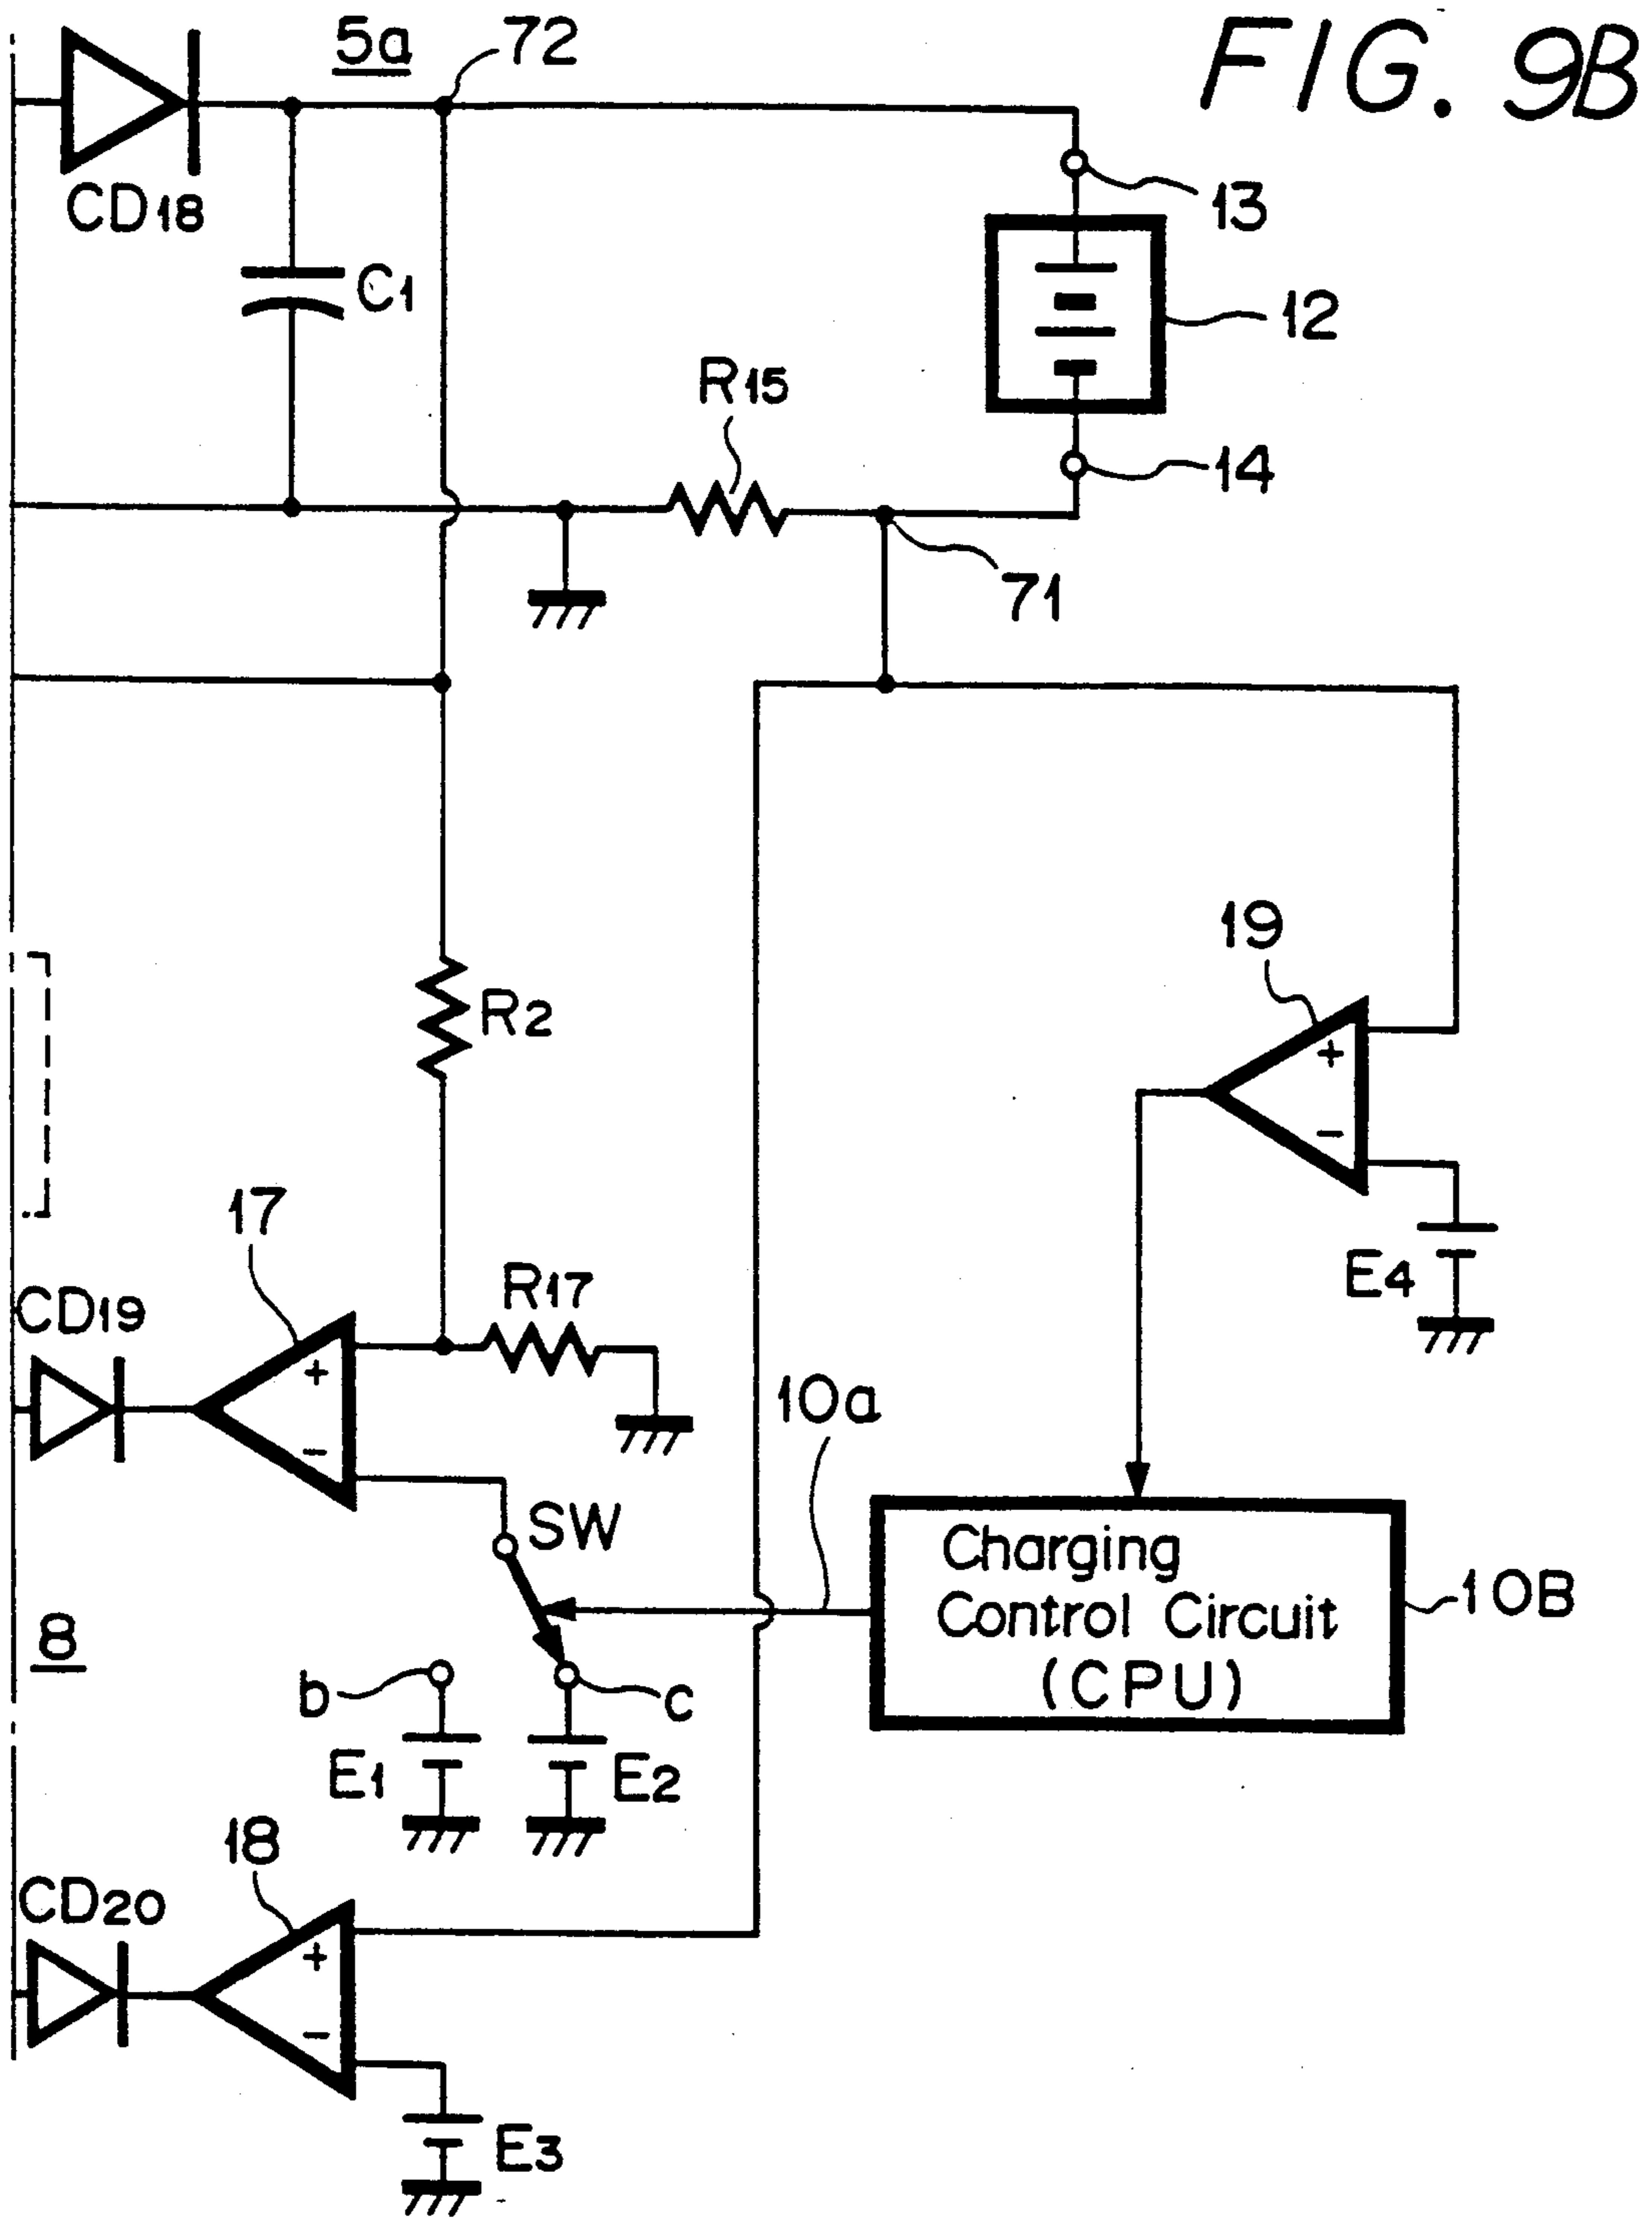 FIG. 9B
5a
72
CD18
13
C1
12
R15
14
71
19
+
-
R2
17
E4
CD19
R17
+
-
10a
SW
Charging
Control Circuit
(CPU)
10B
8
b
c
E1
E2
18
CD20
+
-
E3